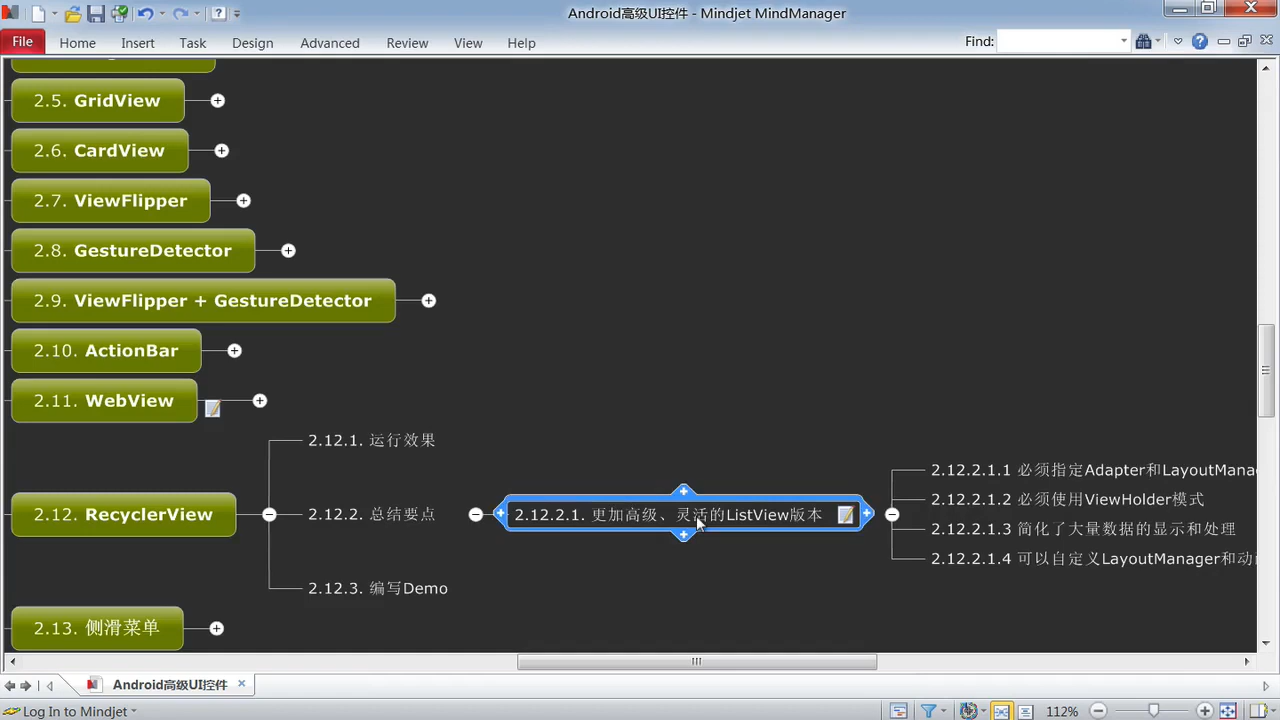 Android高级UI控件 - Mindjet MindManager
File Home Insert Task Design Advanced Review View Help Find:
2.5. GridView
2.6. CardView
2.7. ViewFlipper
2.8. GestureDetector
2.9. ViewFlipper + GestureDetector
2.10. ActionBar
2.11. WebView
2.12. RecyclerView
2.12.1. 运行效果
2.12.2. 总结要点
2.12.2.1. 更加高级、灵活的ListView版本
2.12.2.1.1 必须指定Adapter和LayoutMana
2.12.2.1.2 必须使用ViewHolder模式
2.12.2.1.3 简化了大量数据的显示和处理
2.12.2.1.4 可以自定义LayoutManager和动
2.12.3. 编写Demo
2.13. 侧滑菜单
Android高级UI控件
Log In to Mindjet 112%